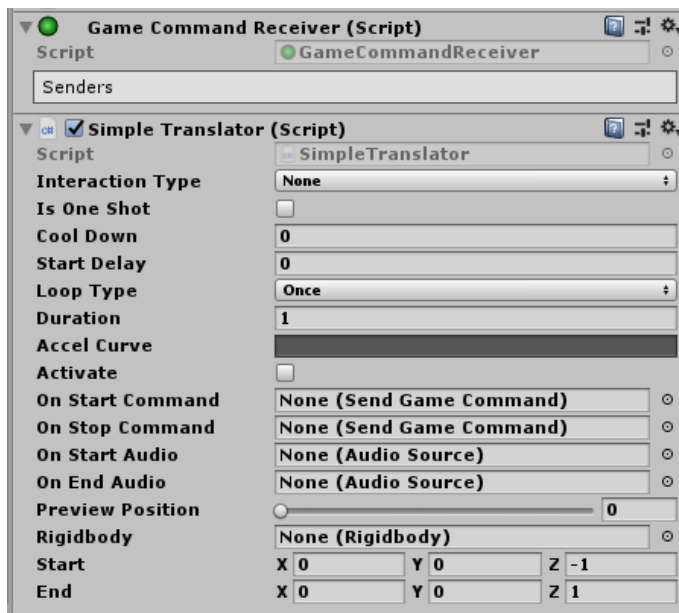 Game Command Receiver (Script)
Script GameCommandReceiver
Senders
c# Simple Translator (Script)
Script SimpleTranslator
Interaction Type None
Is One Shot
Cool Down 0
Start Delay 0
Loop Type Once
Duration 1
Accel Curve
Activate
On Start Command None (Send Game Command)
On Stop Command None (Send Game Command)
On Start Audio None (Audio Source)
On End Audio None (Audio Source)
Preview Position 0
Rigidbody None (Rigidbody)
Start X 0 Y 0 Z -1
End X 0 Y 0 Z 1